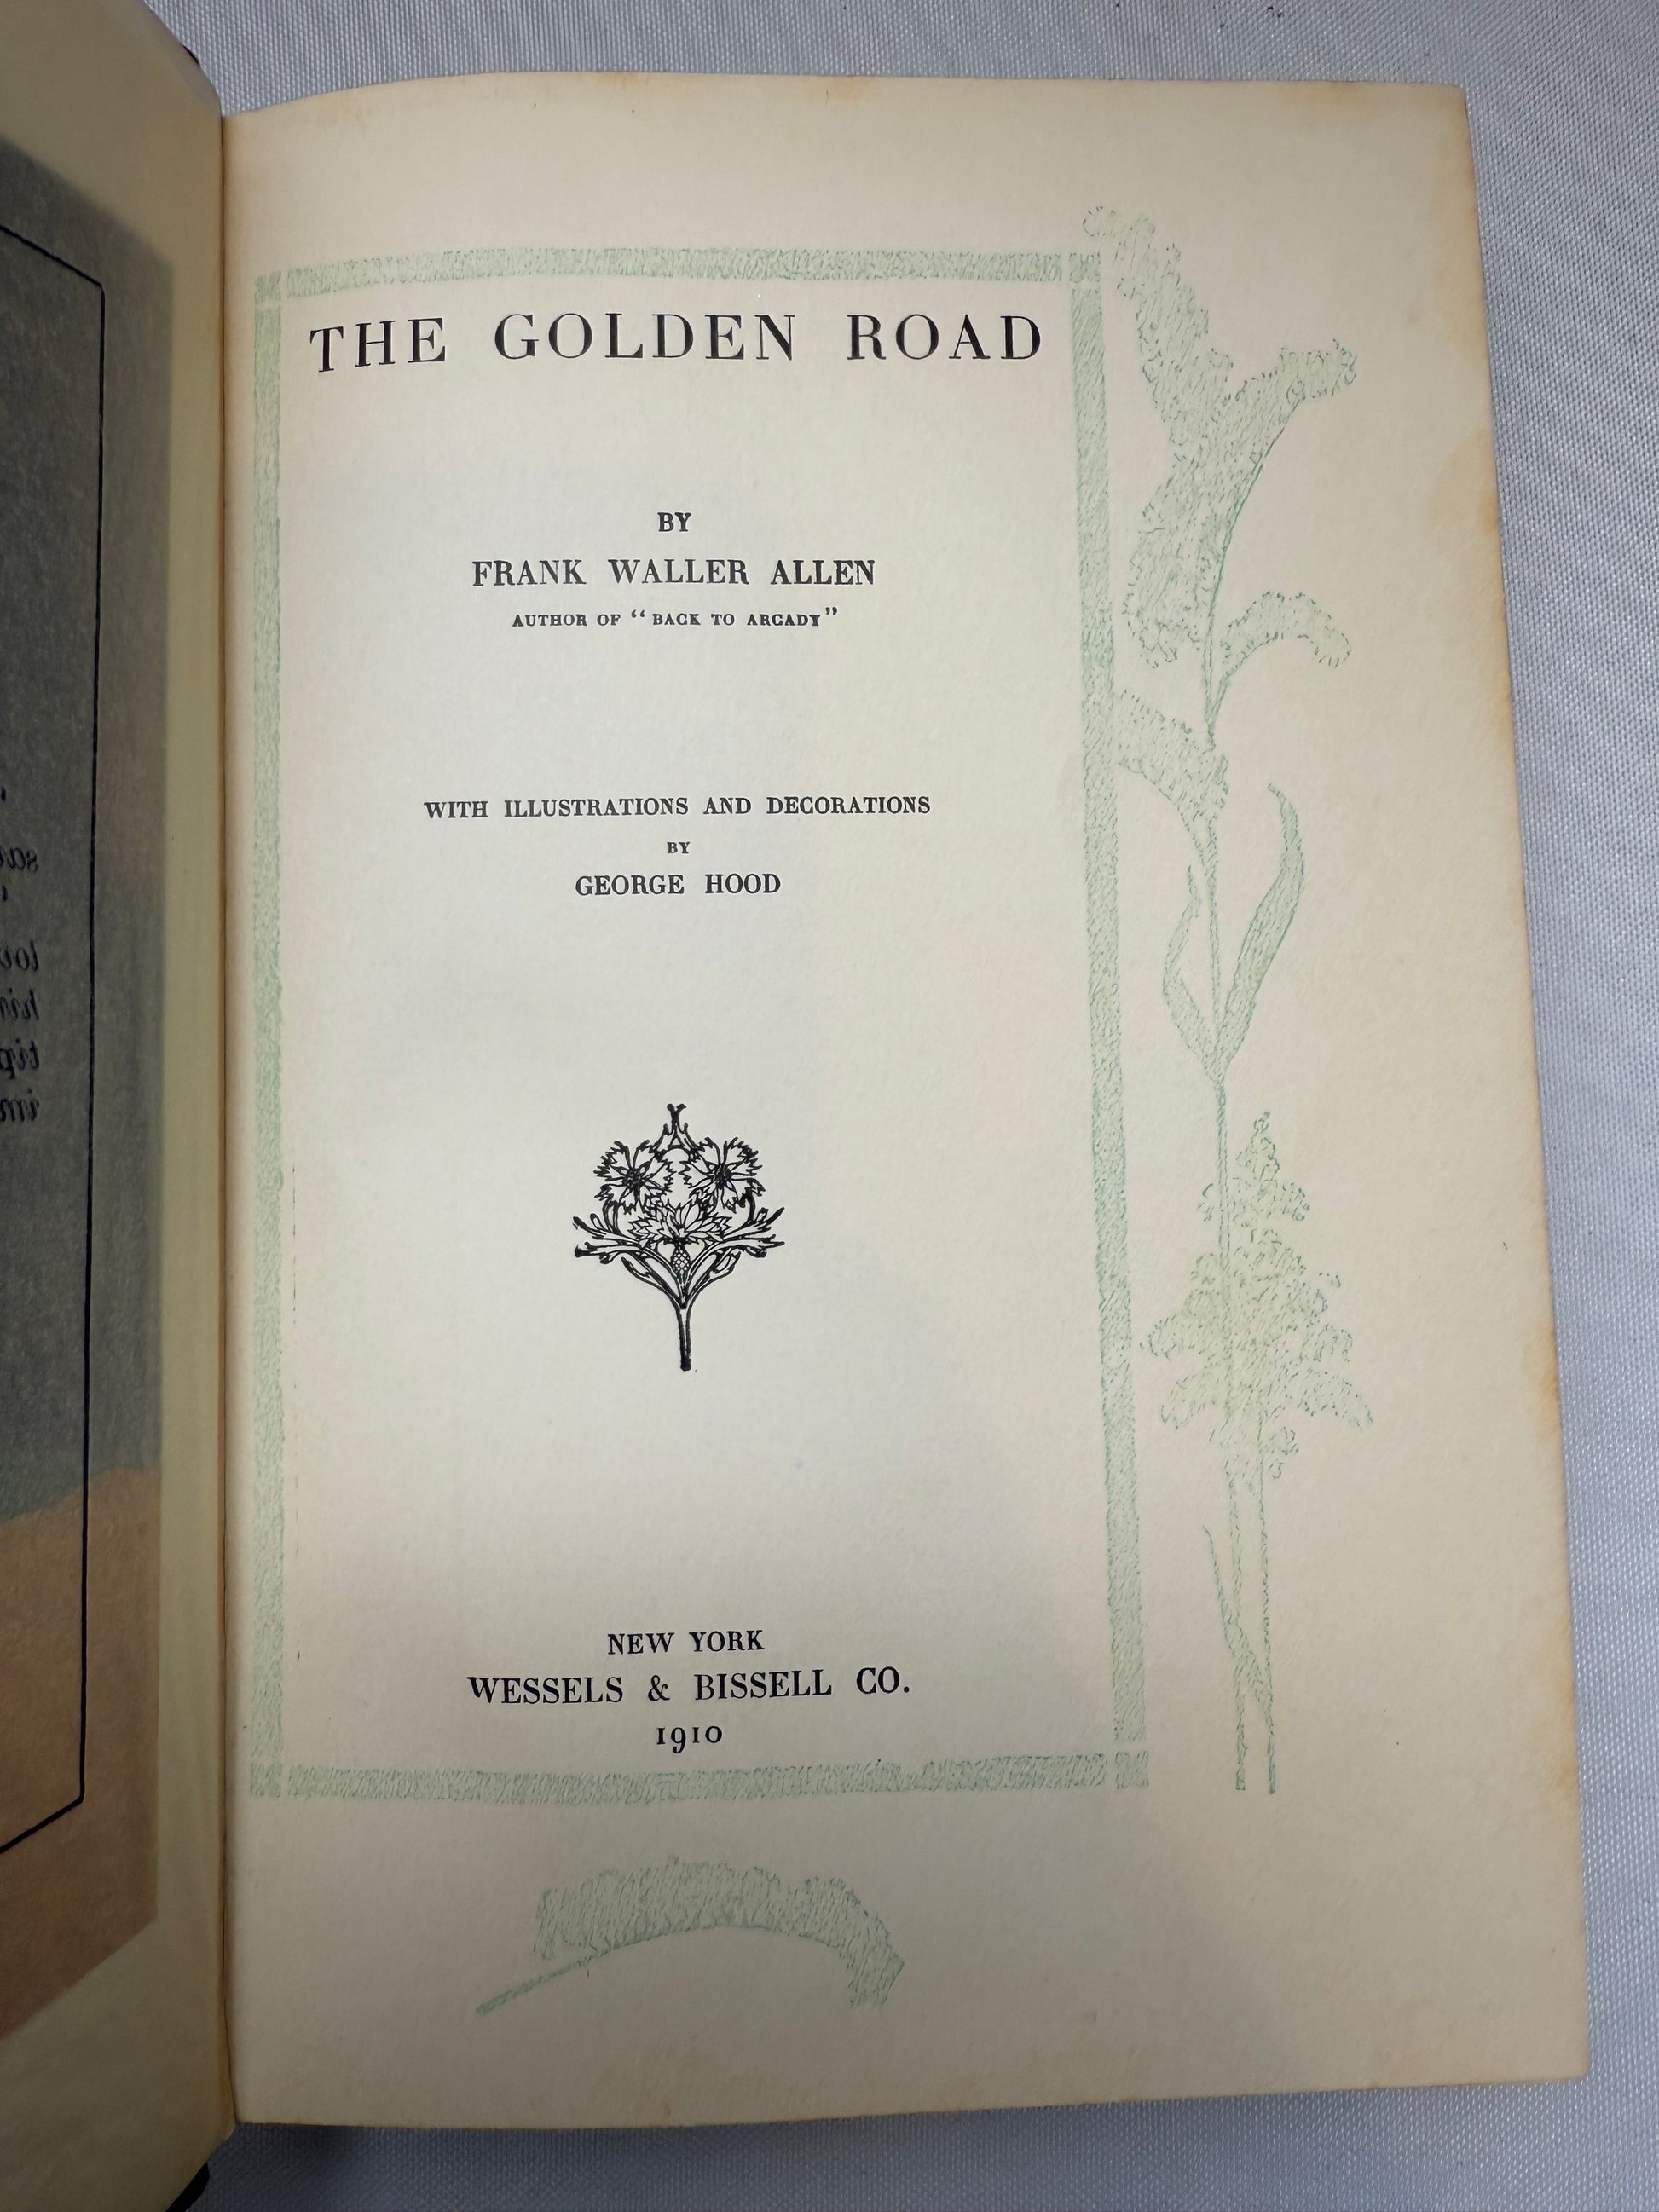 THE GOLDEN ROAD
BY
FRANK WALLER ALLEN
AUTHOR OF “BACK TO ARCADY”
WITH ILLUSTRATIONS AND DECORATIONS
BY
GEORGE HOOD
NEW YORK
WESSELS & BISSELL CO.
1910